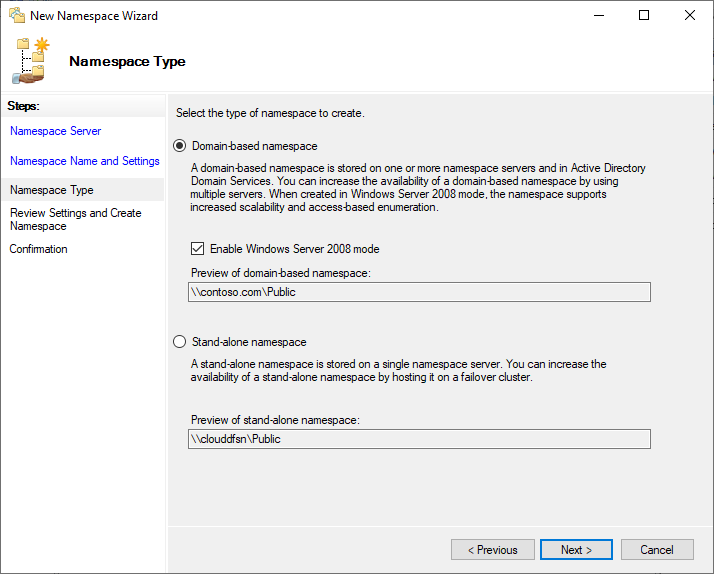 New Namespace Wizard
Namespace Type
Steps:
Namespace Server
Namespace Name and Settings
Namespace Type
Review Settings and Create
Namespace
Confirmation
Select the type of namespace to create.
Domain-based namespace
A domain-based namespace is stored on one or more namespace servers and in Active Directory
Domain Services. You can increase the availability of a domain-based namespace by using
multiple servers. When created in Windows Server 2008 mode, the namespace supports
increased scalability and access-based enumeration.
Enable Windows Server 2008 mode
Preview of domain-based namespace:
\\contoso.com\Public
Stand-alone namespace
A stand-alone namespace is stored on a single namespace server. You can increase the
availability of a stand-alone namespace by hosting it on a failover cluster.
Preview of stand-alone namespace:
\\clouddfsn\Public
< Previous
Next >
Cancel